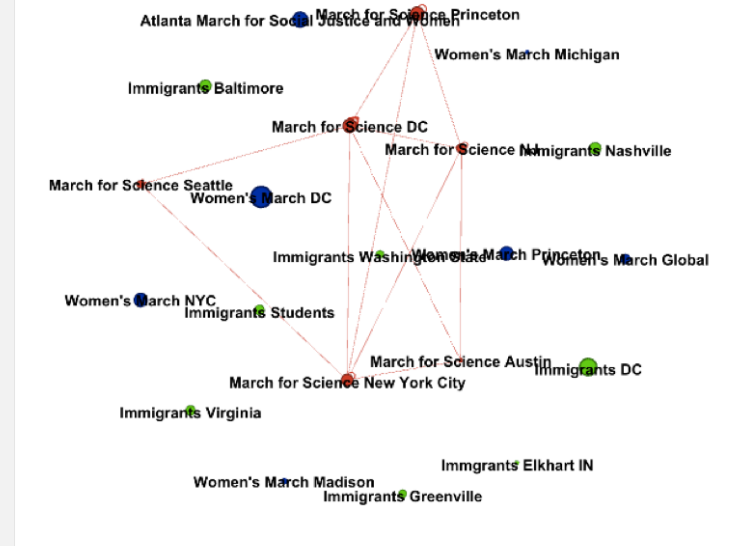 March for Science Princeton
Atlanta March for Social Justice and Women
Women's March Michigan
Immigrants Baltimore
March for Science DC
March for Science NJ
Immigrants Nashville
March for Science Seattle
Women's March DC
Immigrants Washington State
Women's March Princeton
Women's March Global
Women's March NYC
Immigrants Students
March for Science Austin
Immigrants DC
March for Science New York City
Immigrants Virginia
Immgrants Elkhart IN
Women's March Madison
Immigrants Greenville